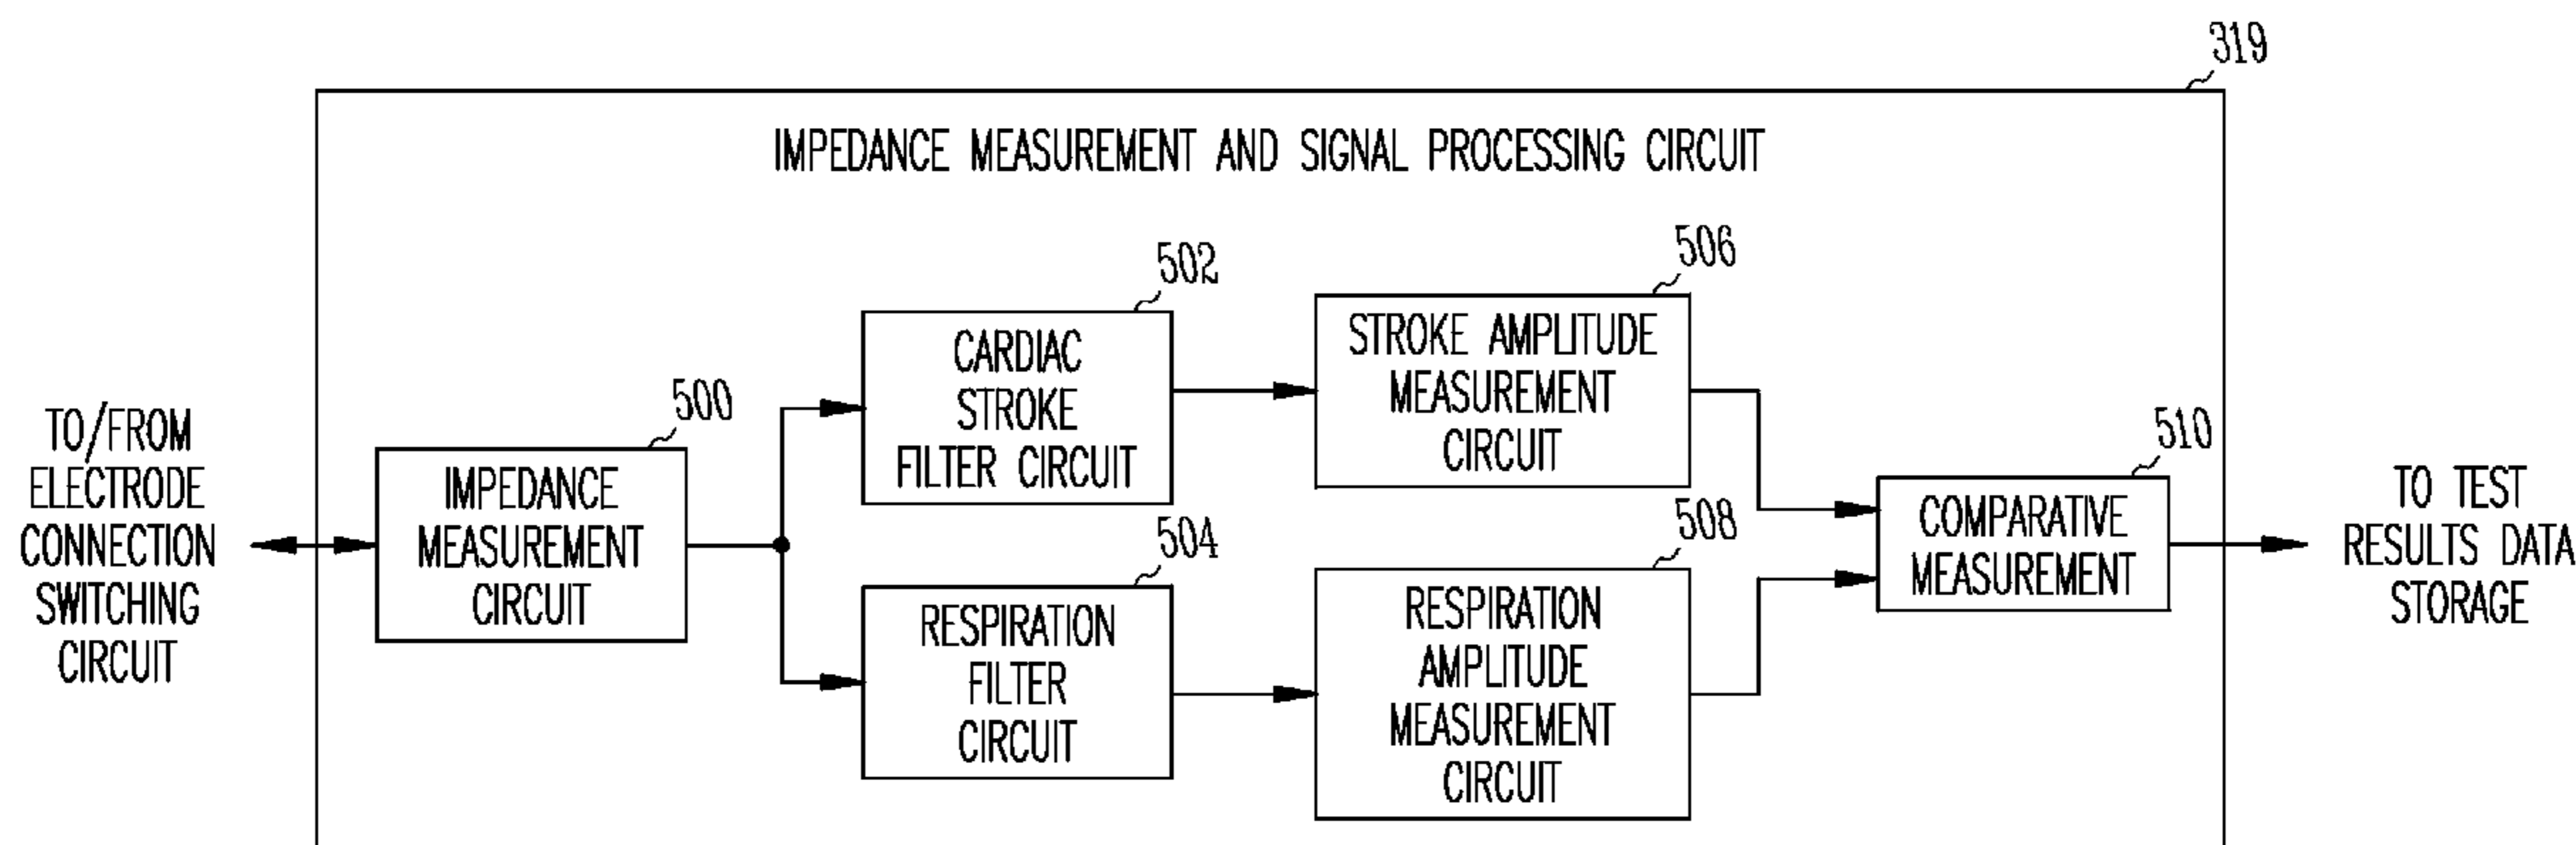 319
IMPEDANCE MEASUREMENT AND SIGNAL PROCESSING CIRCUIT
TO/FROM
ELECTRODE
CONNECTION
SWITCHING
CIRCUIT
500
IMPEDANCE
MEASUREMENT
CIRCUIT
502
CARDIAC
STROKE
FILTER CIRCUIT
504
RESPIRATION
FILTER
CIRCUIT
506
STROKE AMPLITUDE
MEASUREMENT
CIRCUIT
508
RESPIRATION
AMPLITUDE
MEASUREMENT
CIRCUIT
510
COMPARATIVE
MEASUREMENT
TO TEST
RESULTS DATA
STORAGE